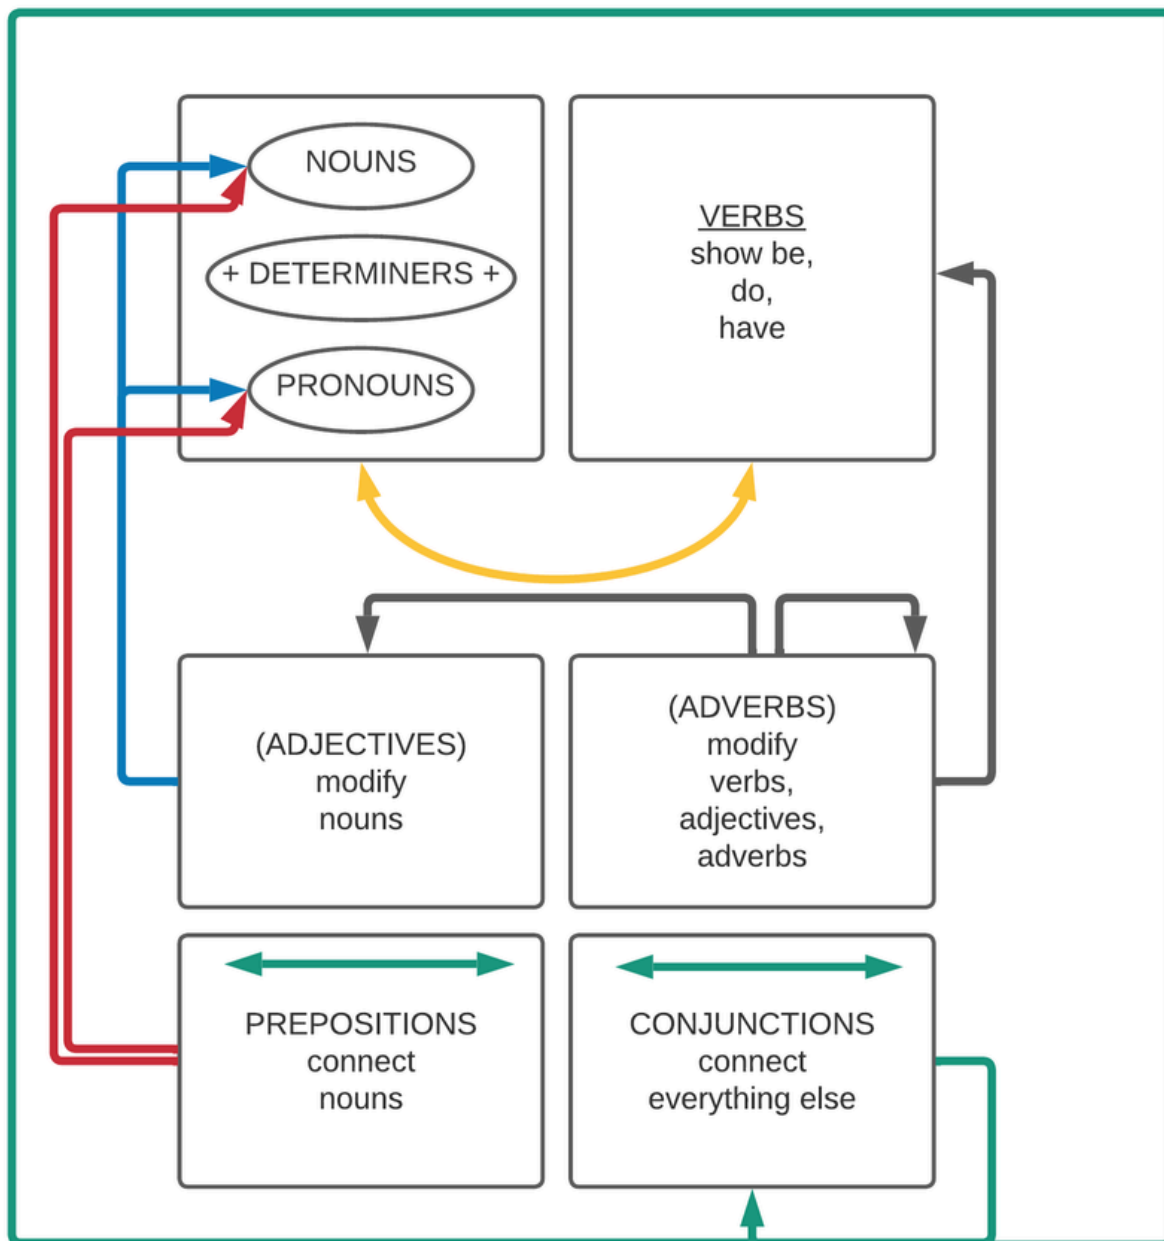 NOUNS
+ DETERMINERS +
PRONOUNS
VERBS
show be,
do,
have
(ADJECTIVES)
modify
nouns
(ADVERBS)
modify
verbs,
adjectives,
adverbs
PREPOSITIONS
connect
nouns
CONJUNCTIONS
connect
everything else